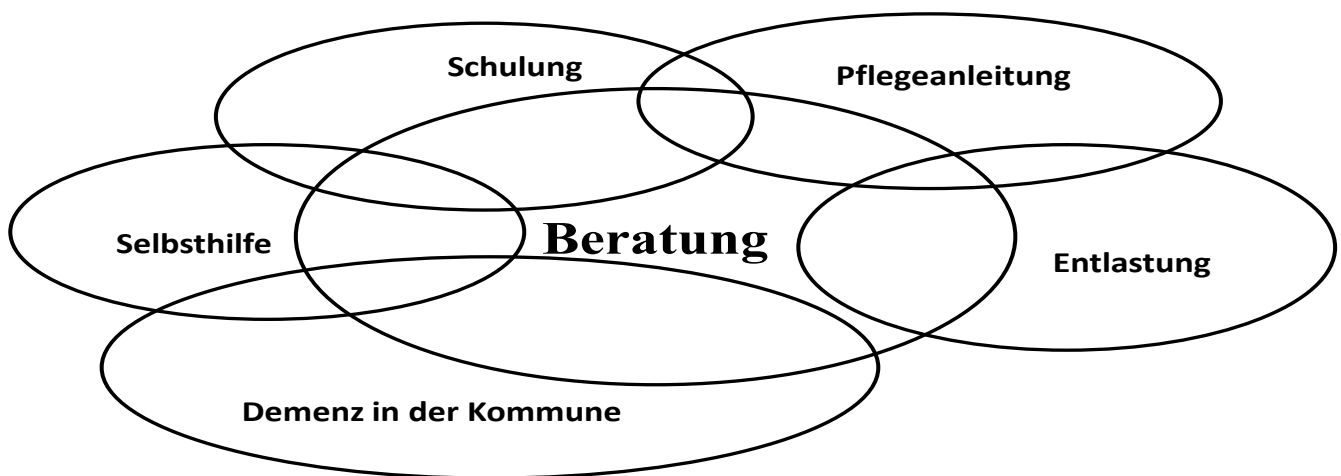 Schulung
Pflegeanleitung
Selbsthilfe
Beratung
Entlastung
Demenz in der Kommune